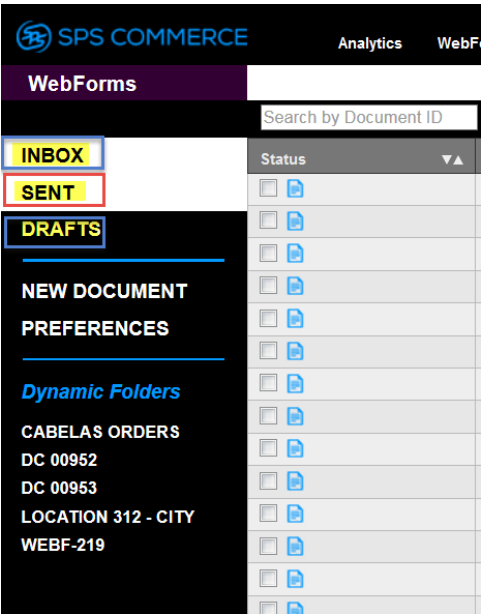 SPS COMMERCE
Analytics WebF
WebForms
Search by Document ID
INBOX
Status
SENT
DRAFTS
NEW DOCUMENT
PREFERENCES
Dynamic Folders
CABELAS ORDERS
DC 00952
DC 00953
LOCATION 312 - CITY
WEBF-219